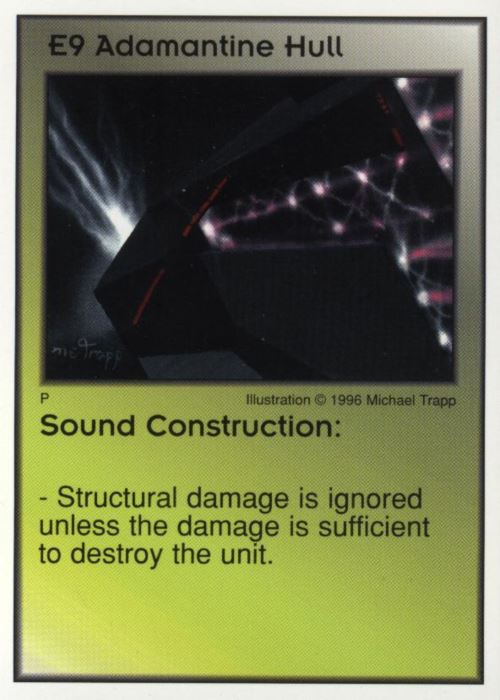 E9 Adamantine Hull
mc Trapp
P
Illustration © 1996 Michael Trapp
Sound Construction:
- Structural damage is ignored
unless the damage is sufficient
to destroy the unit.